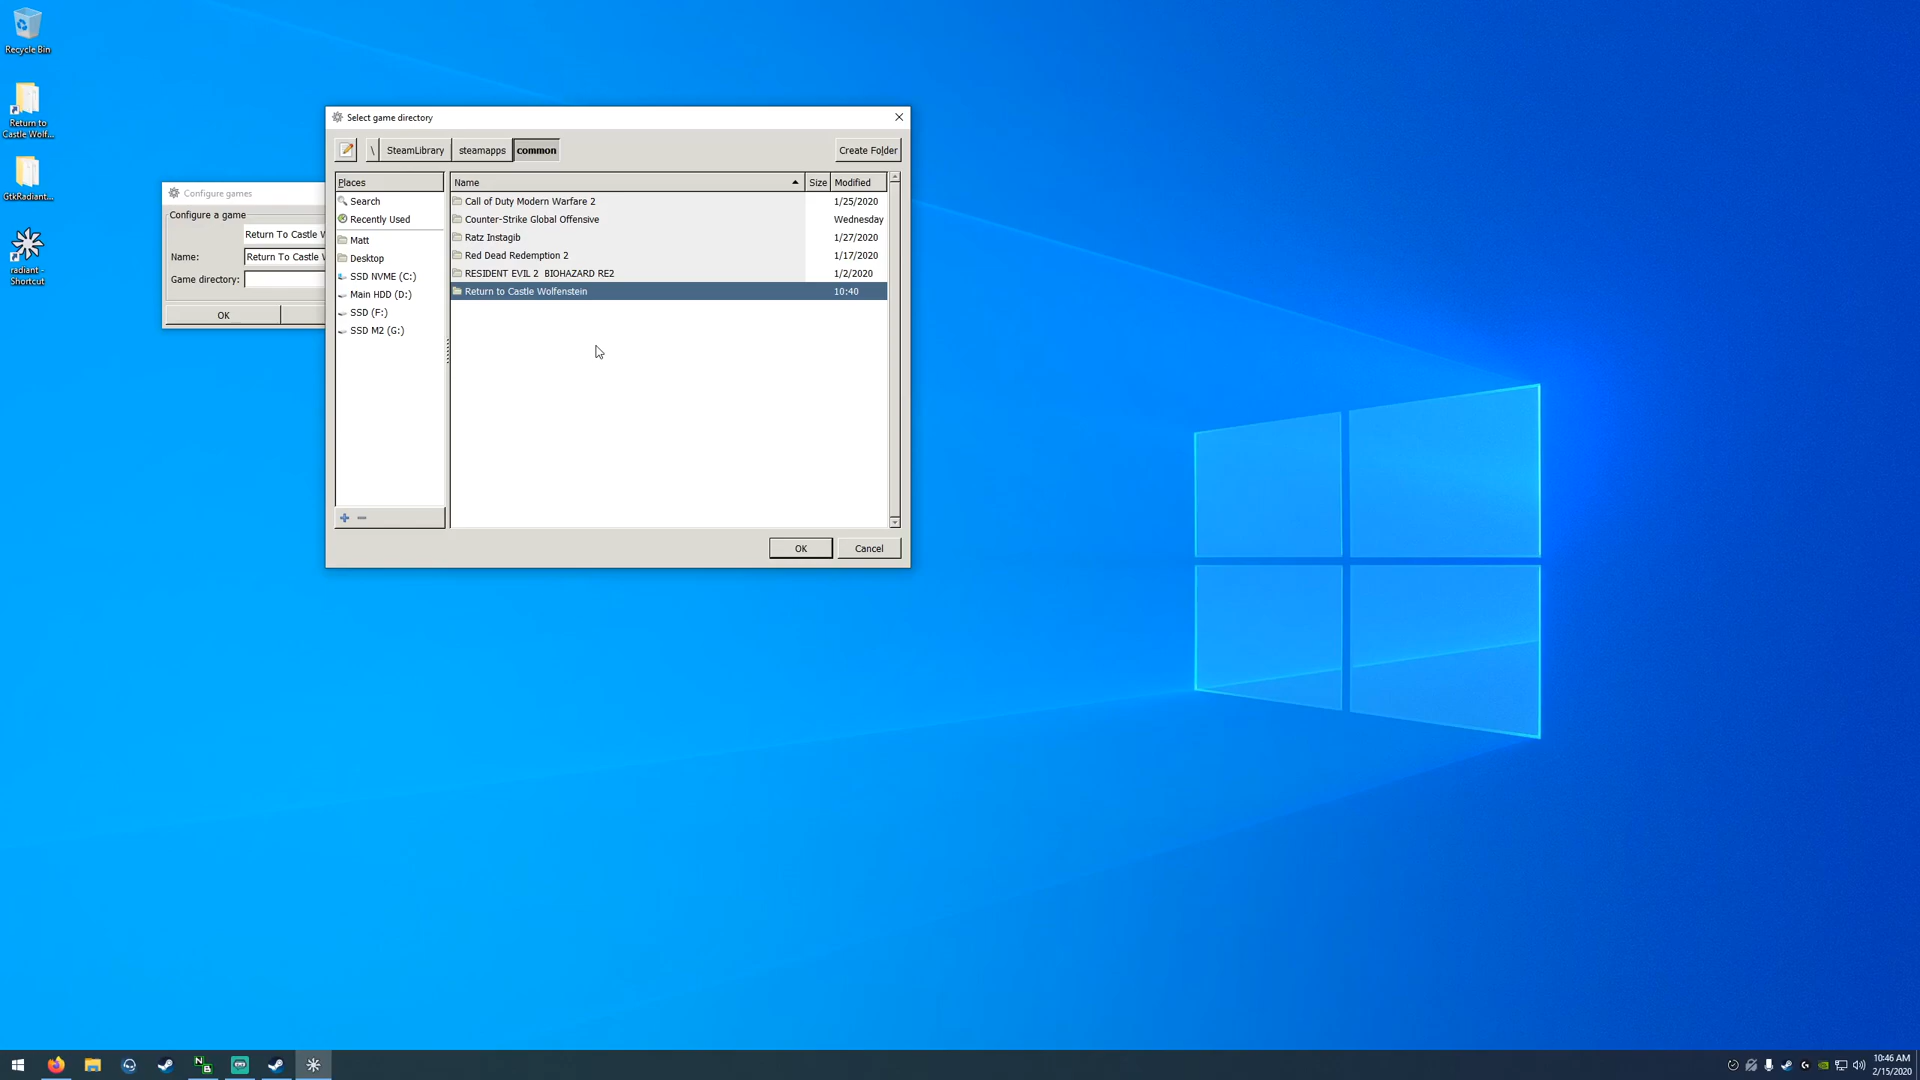 Recycle Bin
Return to
Castle Wolf...
GtkRadiant...
radiant -
Shortcut
Configure games
Configure a game
Return To Castle W
Name: Return To Castle W
Game directory:
OK
Select game directory
\ SteamLibrary steamapps common Create Folder
Places
Search
Recently Used
Matt
Desktop
SSD NVME (C:)
Main HDD (D:)
SSD (F:)
SSD M2 (G:)
Name Size Modified
Call of Duty Modern Warfare 2 1/25/2020
Counter-Strike Global Offensive Wednesday
Ratz Instagib 1/27/2020
Red Dead Redemption 2 1/17/2020
RESIDENT EVIL 2 BIOHAZARD RE2 1/2/2020
Return to Castle Wolfenstein 10:40
OK Cancel
10:46 AM
2/15/2020